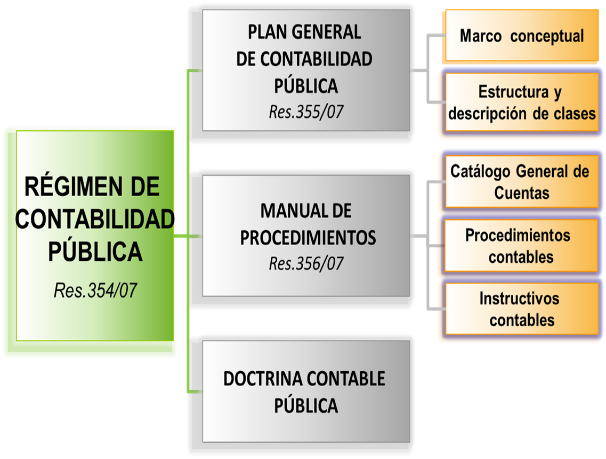 RÉGIMEN DE
CONTABILIDAD
PÚBLICA
Res.354/07
PLAN GENERAL
DE CONTABILIDAD
PÚBLICA
Res.355/07
Marco conceptual
Estructura y
descripción de clases
MANUAL DE
PROCEDIMIENTOS
Res.356/07
Catálogo General de
Cuentas
Procedimientos
contables
Instructivos
contables
DOCTRINA CONTABLE
PÚBLICA